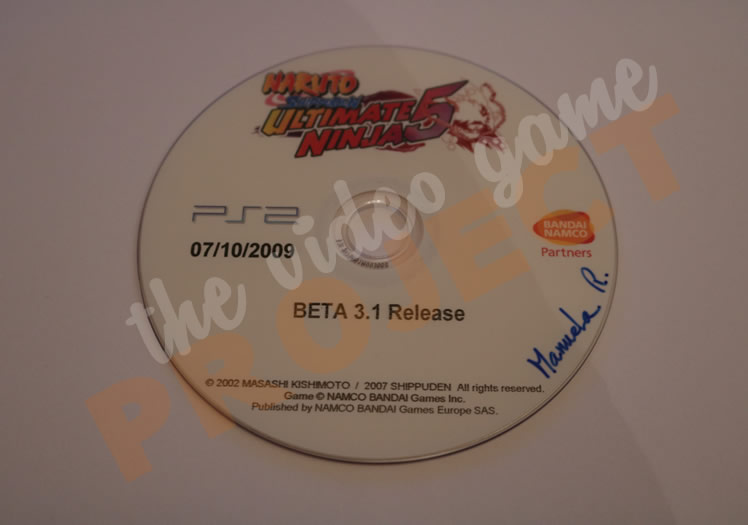 NARUTO
SHIPPUDEN
ULTIMATE
NINJA 5
PS2
07/10/2009
BANDAI
NAMCO
Partners
BETA 3.1 Release
Manuela R.
© 2002 MASASHI KISHIMOTO / 2007 SHIPPUDEN All rights reserved.
Game © NAMCO BANDAI Games Inc.
Published by NAMCO BANDAI Games Europe SAS.
the video game
PROJECT